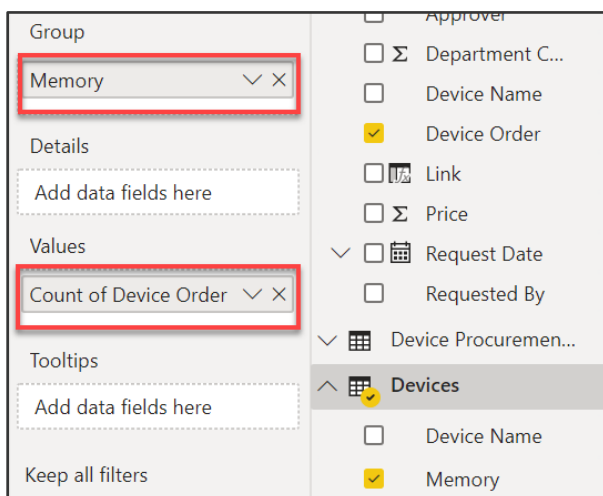 Group
Memory
Details
Add data fields here
Values
Count of Device Order
Tooltips
Add data fields here
Keep all filters
Approver
Σ Department C...
Device Name
Device Order
Link
Σ Price
Request Date
Requested By
Device Procuremen...
Devices
Device Name
Memory